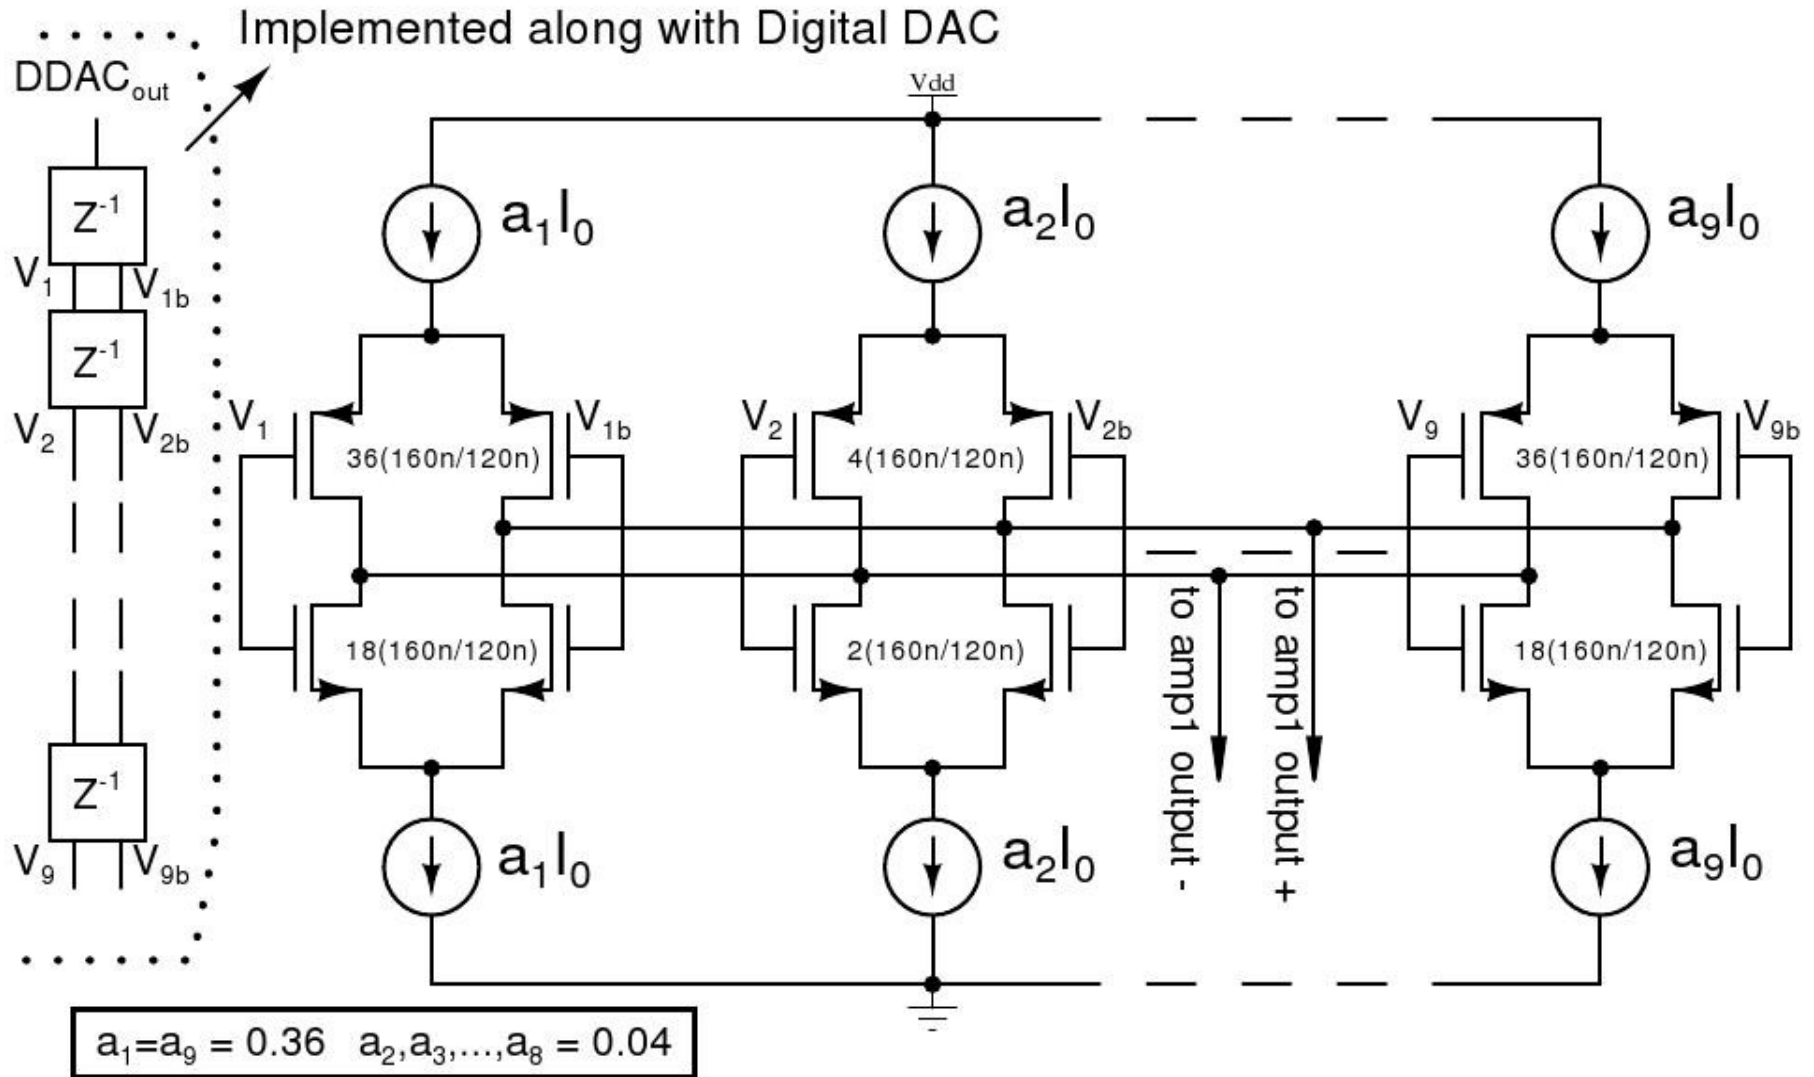 Implemented along with Digital DAC
DDACout
Vdd
Z-1
V1 V1b
Z-1
V2 V2b
Z-1
V9 V9b
a1I0 a2I0 a9I0
V1 V1b V2 V2b V9 V9b
36(160n/120n) 4(160n/120n) 36(160n/120n)
18(160n/120n) 2(160n/120n) 18(160n/120n)
to amp1 output -
to amp1 output +
a1I0 a2I0 a9I0
a1=a9 = 0.36 a2,a3,...,a8 = 0.04